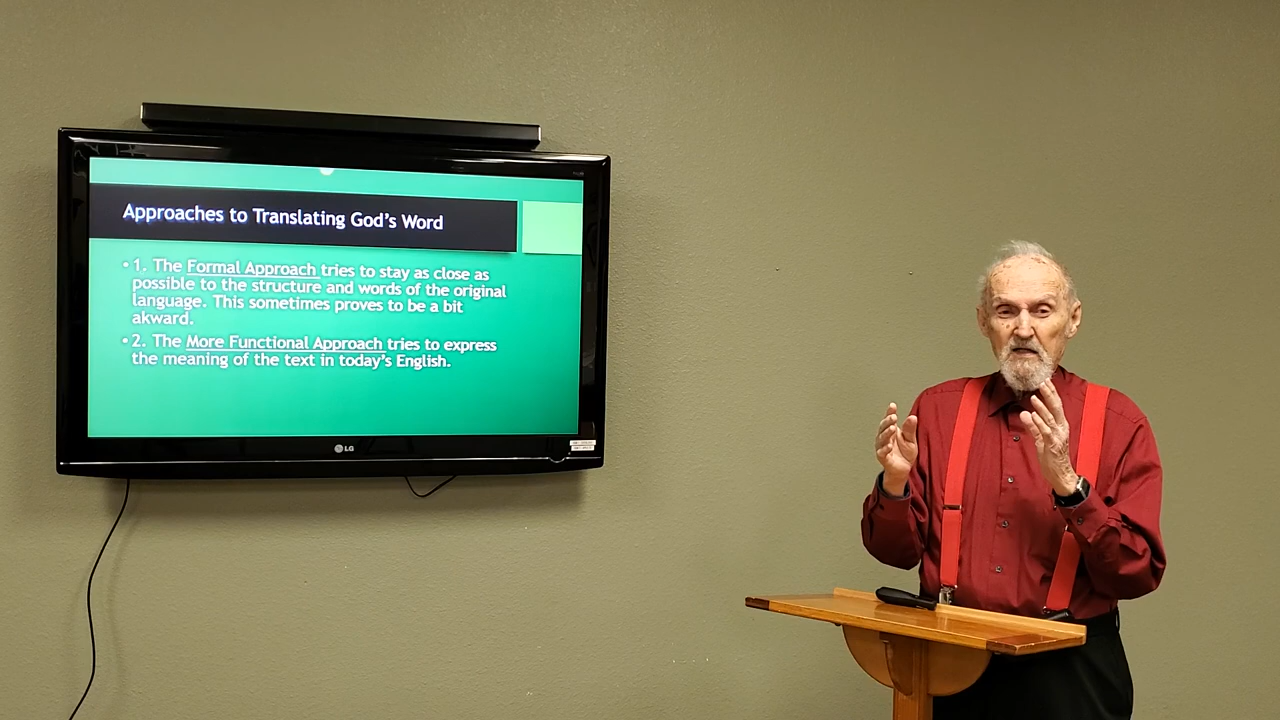 Approaches to Translating God's Word
• 1. The Formal Approach tries to stay as close as
possible to the structure and words of the original
language. This sometimes proves to be a bit
akward.
• 2. The More Functional Approach tries to express
the meaning of the text in today's English.
LG